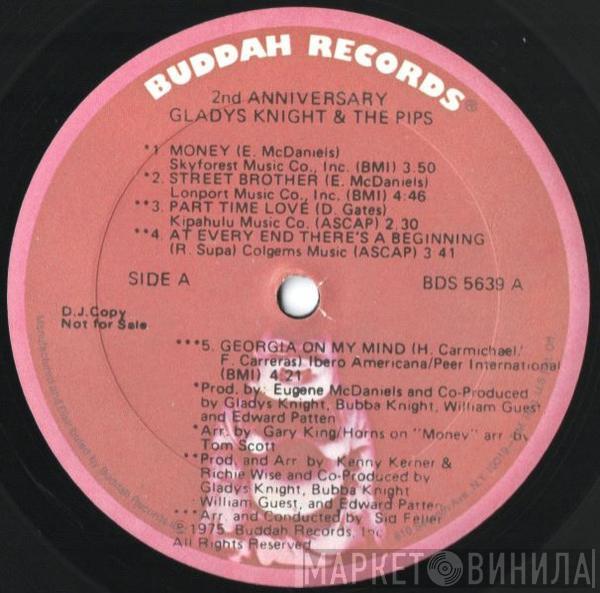 BUDDAH RECORDS®
2nd ANNIVERSARY
GLADYS KNIGHT & THE PIPS
*1. MONEY (E. McDaniels)
Skyforest Music Co., Inc. (BMI) 3:50
*2. STREET BROTHER (E. McDaniels)
Lonport Music Co., Inc. (BMI) 4:46
**3. PART TIME LOVE (D. Gates)
Kipahulu Music Co. (ASCAP) 2:30
**4. AT EVERY END THERE'S A BEGINNING
(R. Supa) Colgems Music (ASCAP) 3:41
SIDE A
BDS 5639 A
D.J. Copy
Not for Sale
***5. GEORGIA ON MY MIND (H. Carmichael/
F. Carreras) Ibero Americana/Peer International
(BMI) 4:21
*Prod. by: Eugene McDaniels and Co-Produced
by Gladys Knight, Bubba Knight, William Guest
and Edward Patten
*Arr. by Gary King/Horns on "Money" arr. by
Tom Scott
**Prod. and Arr. by Kenny Kerner &
Richie Wise and Co-Produced by
Gladys Knight, Bubba Knight
William Guest, and Edward Patten
***Arr. and Conducted by Sid Feller
℗ 1975 Buddah Records, Inc.
All Rights Reserved
Manufactured and Distributed by Buddah Records
N.Y. 10019
МАРКЕТ ВИНИЛА